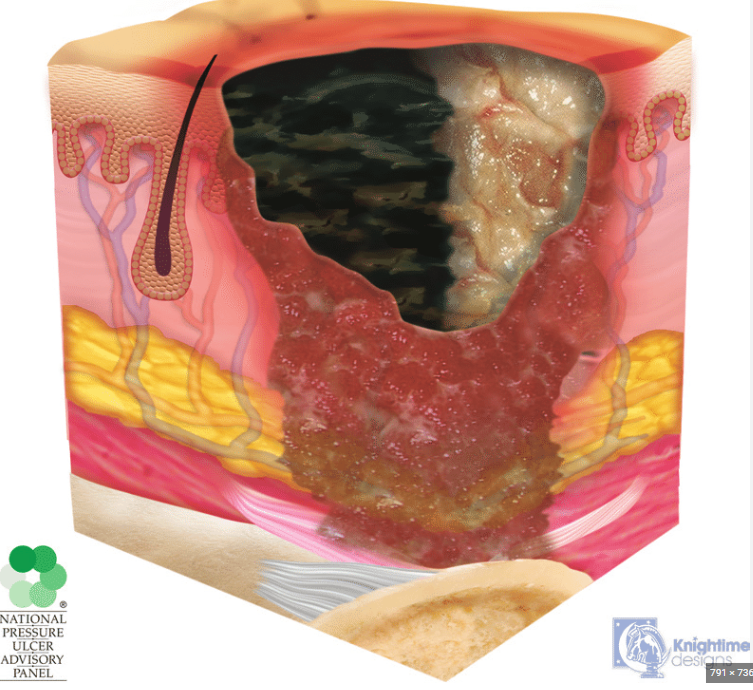 ®
NATIONAL
PRESSURE
ULCER
ADVISORY
PANEL
Knightime
designs
791 × 736